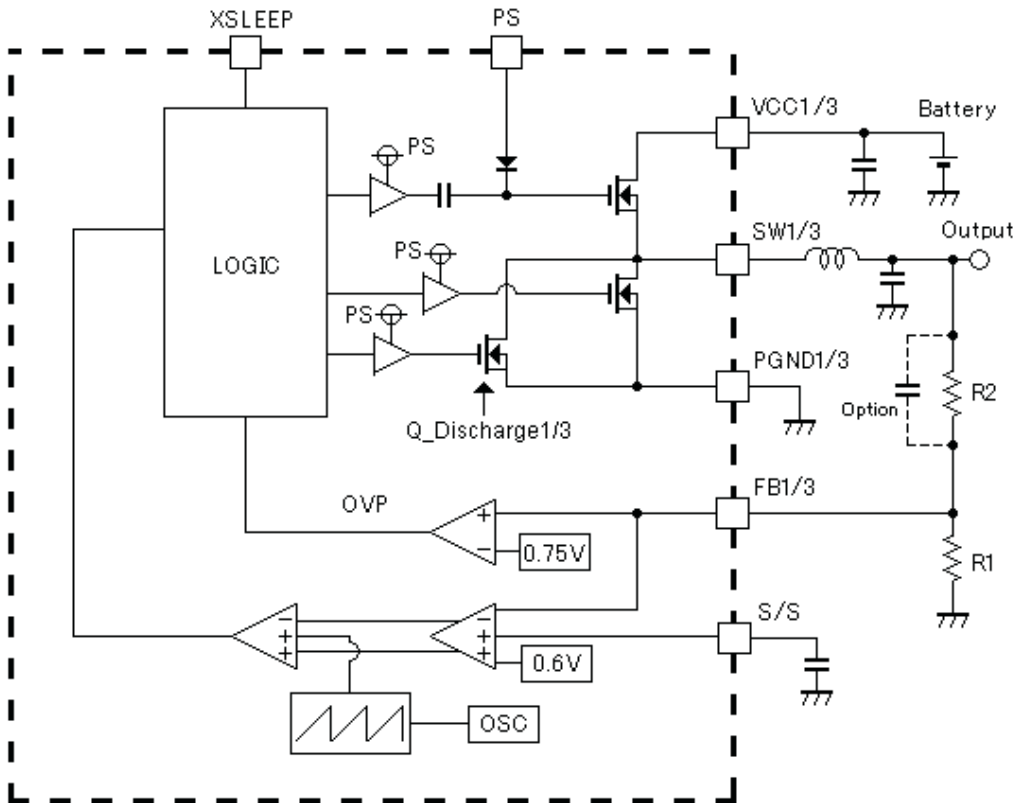 XSLEEP
PS
VCC1/3
Battery
PS
SW1/3
Output
LOGIC
PS
PS
PGND1/3
R2
Option
Q_Discharge1/3
FB1/3
OVP
+
−
0.75V
R1
S/S
−
+
+
−
+
+
0.6V
OSC